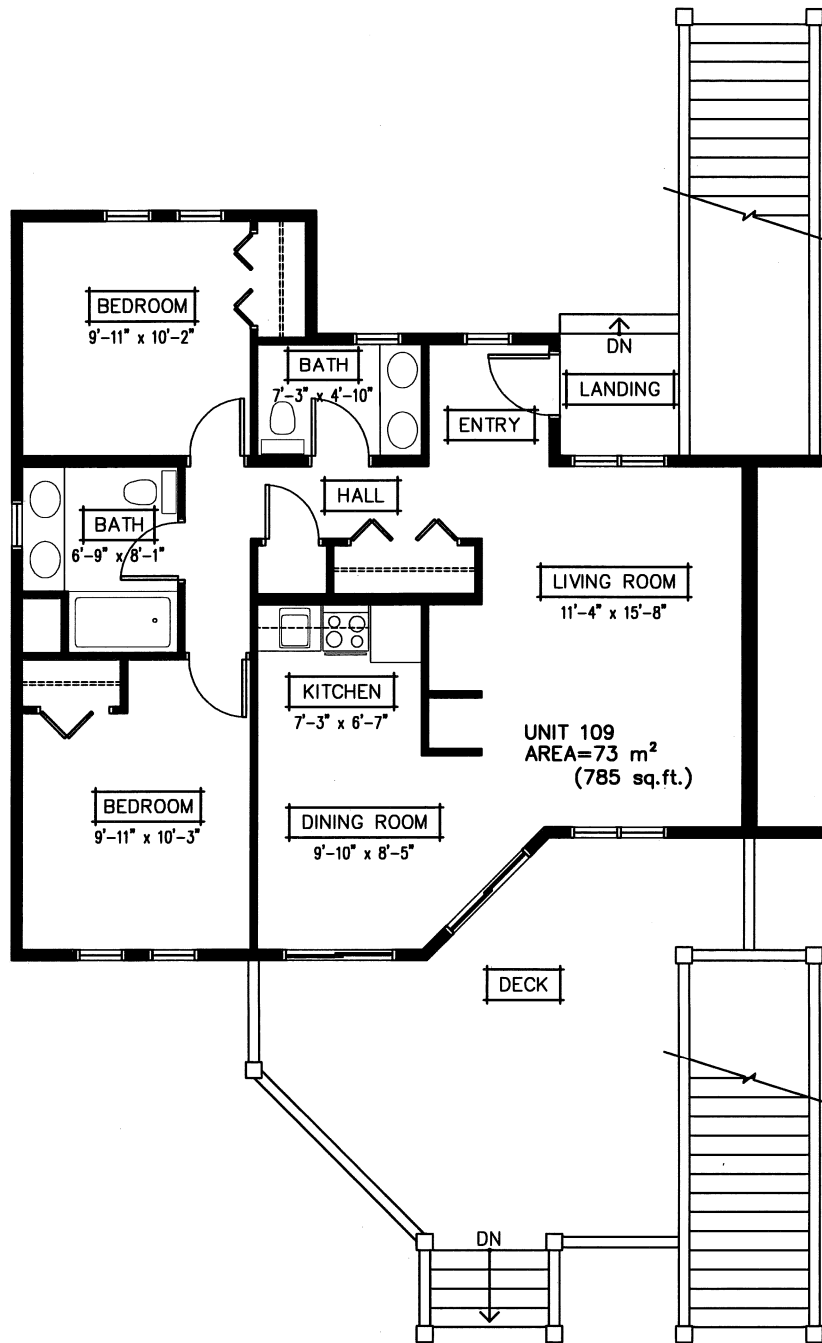 BEDROOM
9'-11" x 10'-2"
BATH
7'-3" x 4'-10"
DN
LANDING
ENTRY
HALL
BATH
6'-9" x 8'-1"
LIVING ROOM
11'-4" x 15'-8"
KITCHEN
7'-3" x 6'-7"
UNIT 109
AREA=73 m²
(785 sq.ft.)
BEDROOM
9'-11" x 10'-3"
DINING ROOM
9'-10" x 8'-5"
DECK
DN